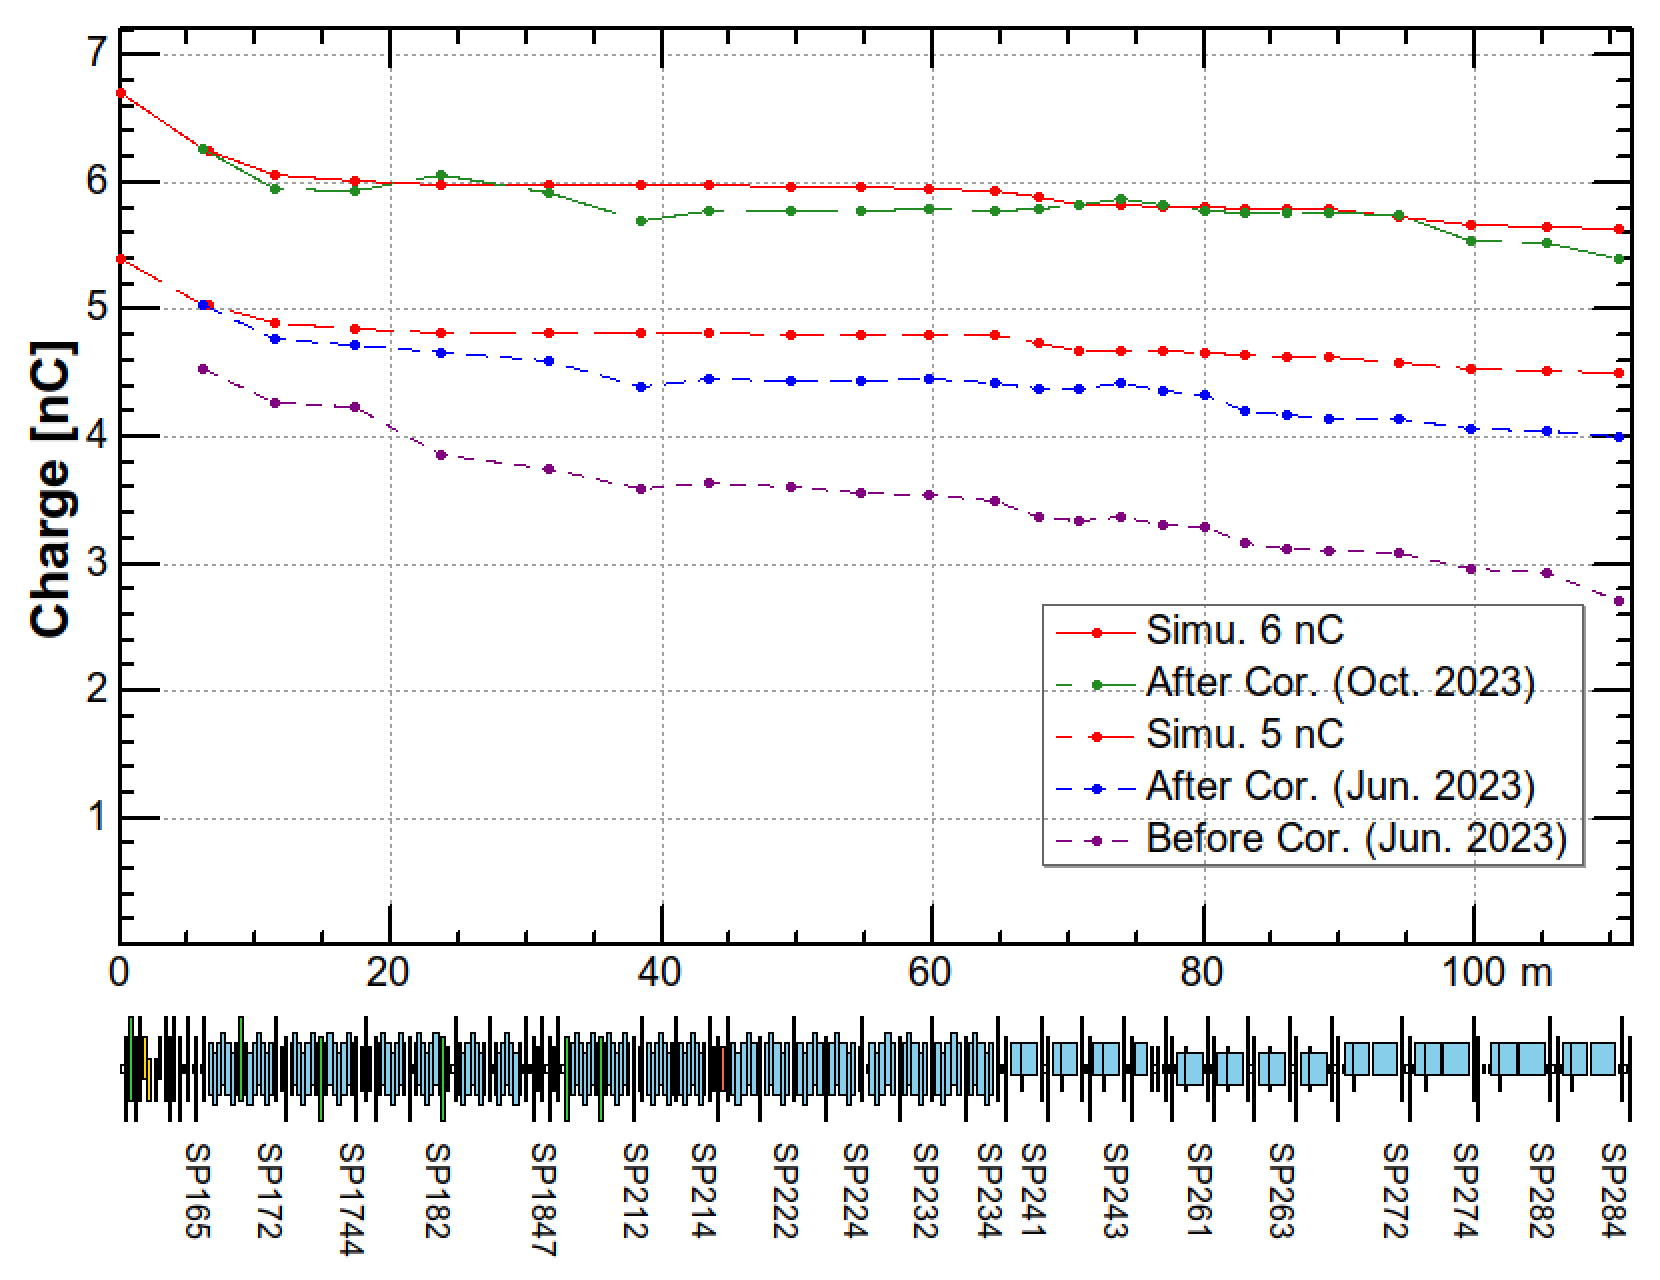 7
6
5
4
3
2
1
Charge [nC]
Simu. 6 nC
After Cor. (Oct. 2023)
Simu. 5 nC
After Cor. (Jun. 2023)
Before Cor. (Jun. 2023)
0 20 40 60 80 100 m
SP165 SP172 SP1744 SP182 SP1847 SP212 SP214 SP222 SP224 SP232 SP234 SP241 SP243 SP261 SP263 SP272 SP274 SP282 SP284